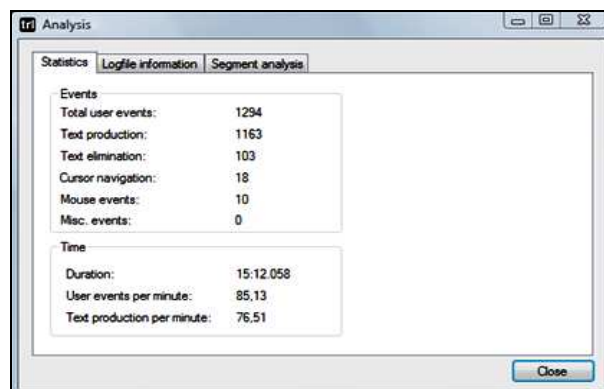 trl Analysis
Statistics Logfile information Segment analysis
Events
Total user events: 1294
Text production: 1163
Text elimination: 103
Cursor navigation: 18
Mouse events: 10
Misc. events: 0
Time
Duration: 15:12.058
User events per minute: 85,13
Text production per minute: 76,51
Close